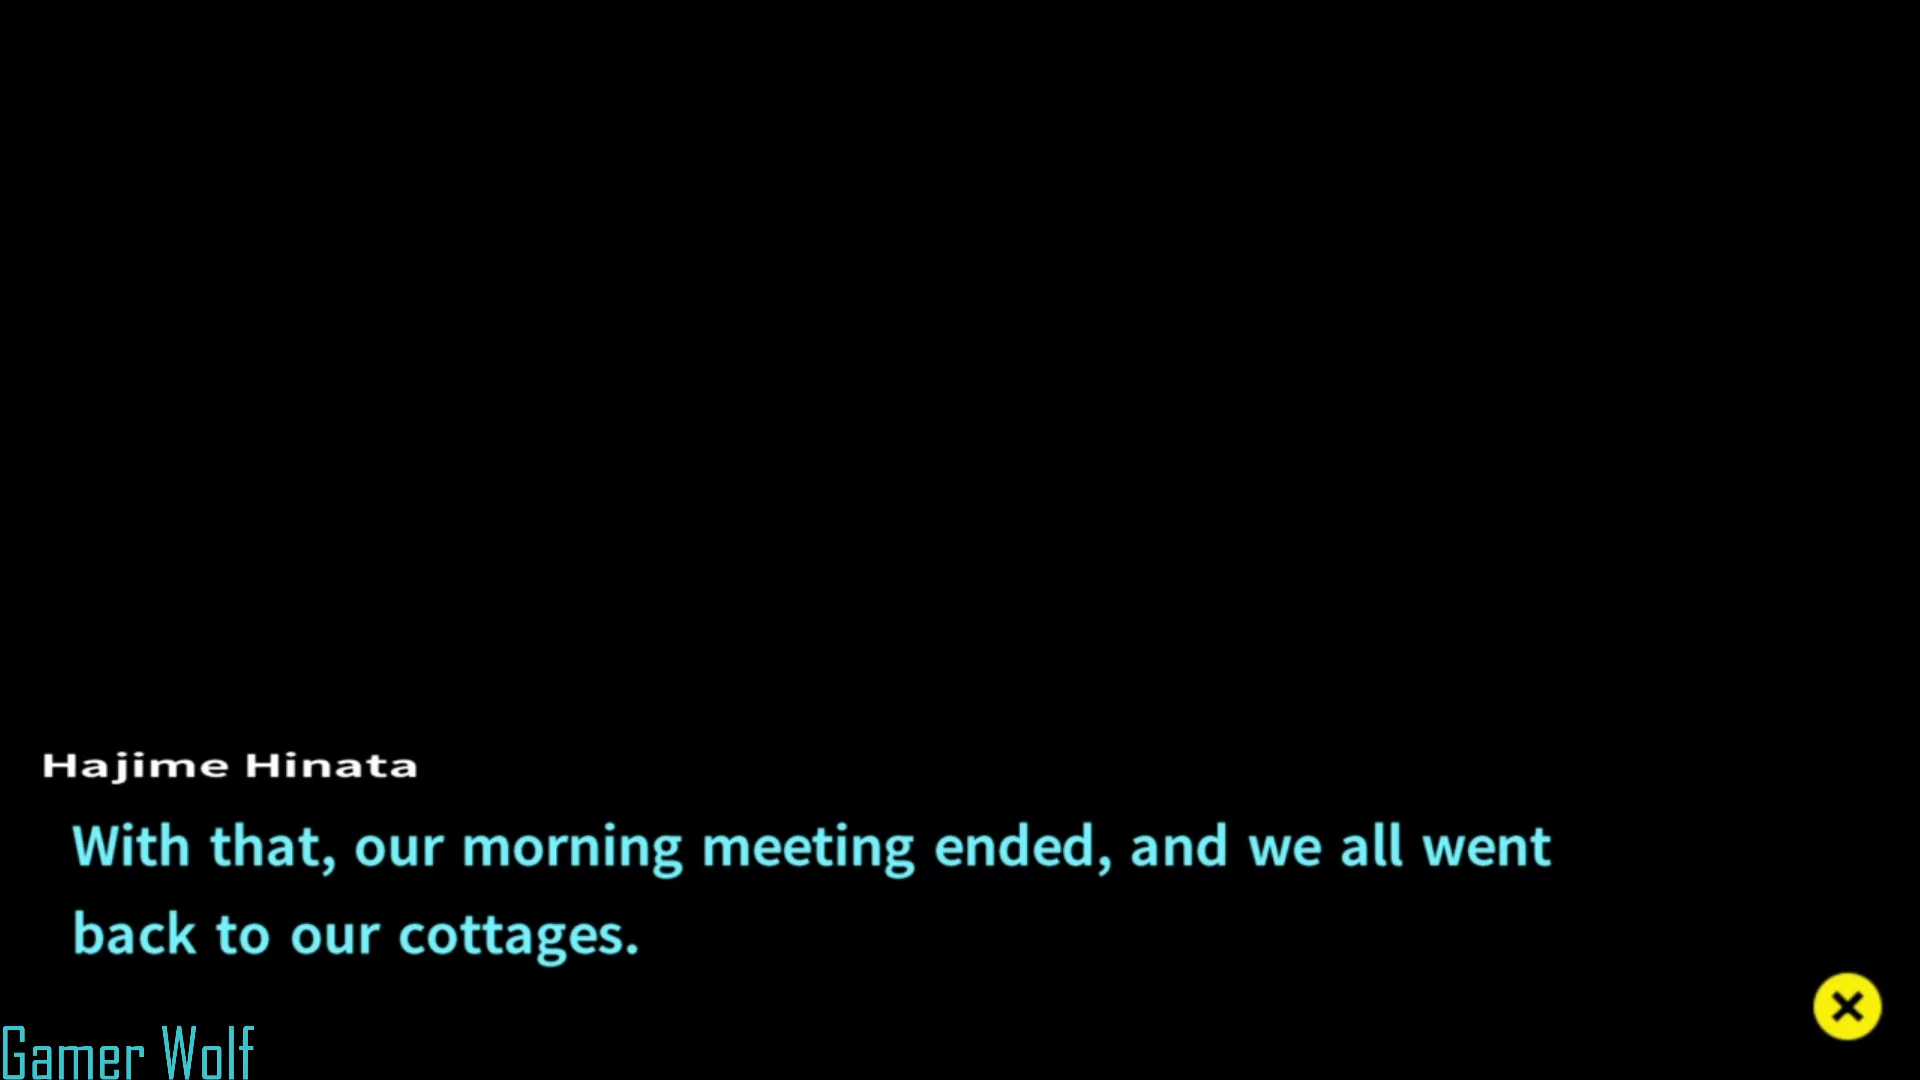 Hajime Hinata
With that, our morning meeting ended, and we all went
back to our cottages.
Gamer Wolf